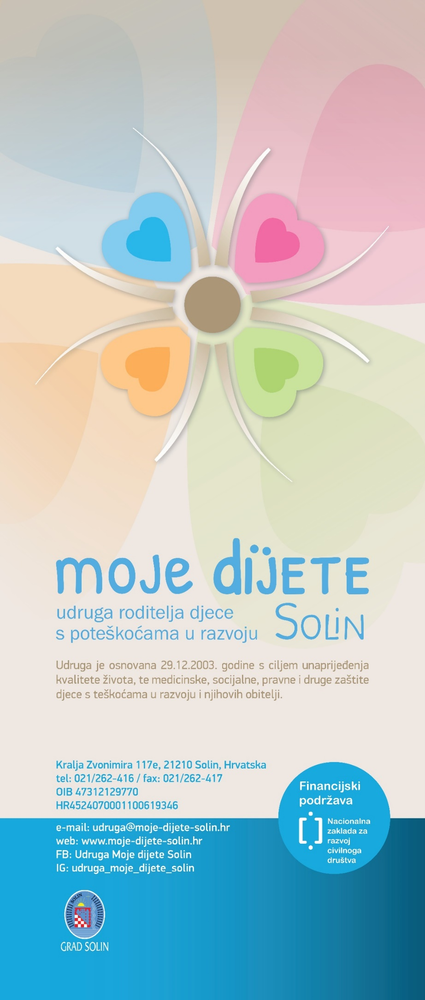 moje dijete
udruga roditelja djece
s poteškoćama u razvoju
Solin
Udruga je osnovana 29.12.2003. godine s ciljem unaprijeđenja
kvalitete života, te medicinske, socijalne, pravne i druge zaštite
djece s teškoćama u razvoju i njihovih obitelji.
Kralja Zvonimira 117e, 21210 Solin, Hrvatska
tel: 021/262-416 / fax: 021/262-417
OIB 47312129770
HR4524070001100619346
e-mail: udruga@moje-dijete-solin.hr
web: www.moje-dijete-solin.hr
FB: Udruga Moje dijete Solin
IG: udruga_moje_dijete_solin
Financijski
podržava
Nacionalna
zaklada za
razvoj
civilnoga
društva
SOLIN
GRAD SOLIN